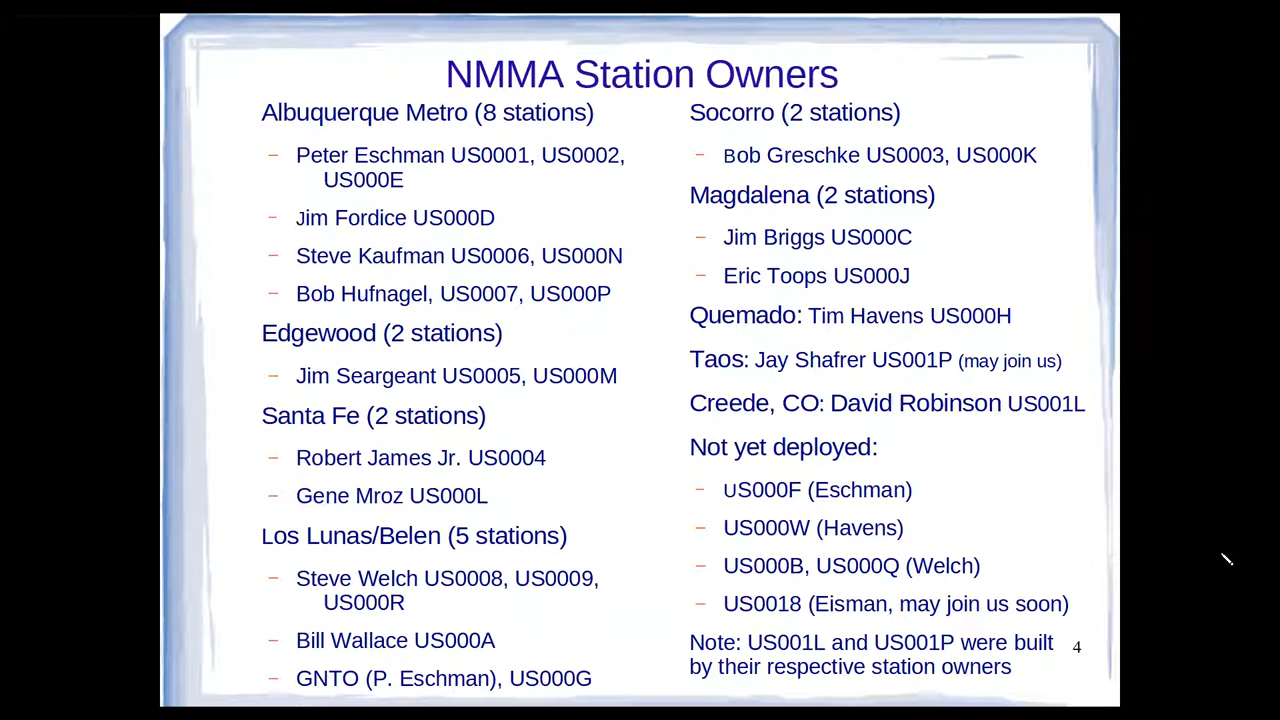 NMMA Station Owners
Albuquerque Metro (8 stations)
– Peter Eschman US0001, US0002,
US000E
– Jim Fordice US000D
– Steve Kaufman US0006, US000N
– Bob Hufnagel, US0007, US000P
Edgewood (2 stations)
– Jim Seargeant US0005, US000M
Santa Fe (2 stations)
– Robert James Jr. US0004
– Gene Mroz US000L
Los Lunas/Belen (5 stations)
– Steve Welch US0008, US0009,
US000R
– Bill Wallace US000A
– GNTO (P. Eschman), US000G
Socorro (2 stations)
– Bob Greschke US0003, US000K
Magdalena (2 stations)
– Jim Briggs US000C
– Eric Toops US000J
Quemado: Tim Havens US000H
Taos: Jay Shafrer US001P (may join us)
Creede, CO: David Robinson US001L
Not yet deployed:
– US000F (Eschman)
– US000W (Havens)
– US000B, US000Q (Welch)
– US0018 (Eisman, may join us soon)
Note: US001L and US001P were built
by their respective station owners
4